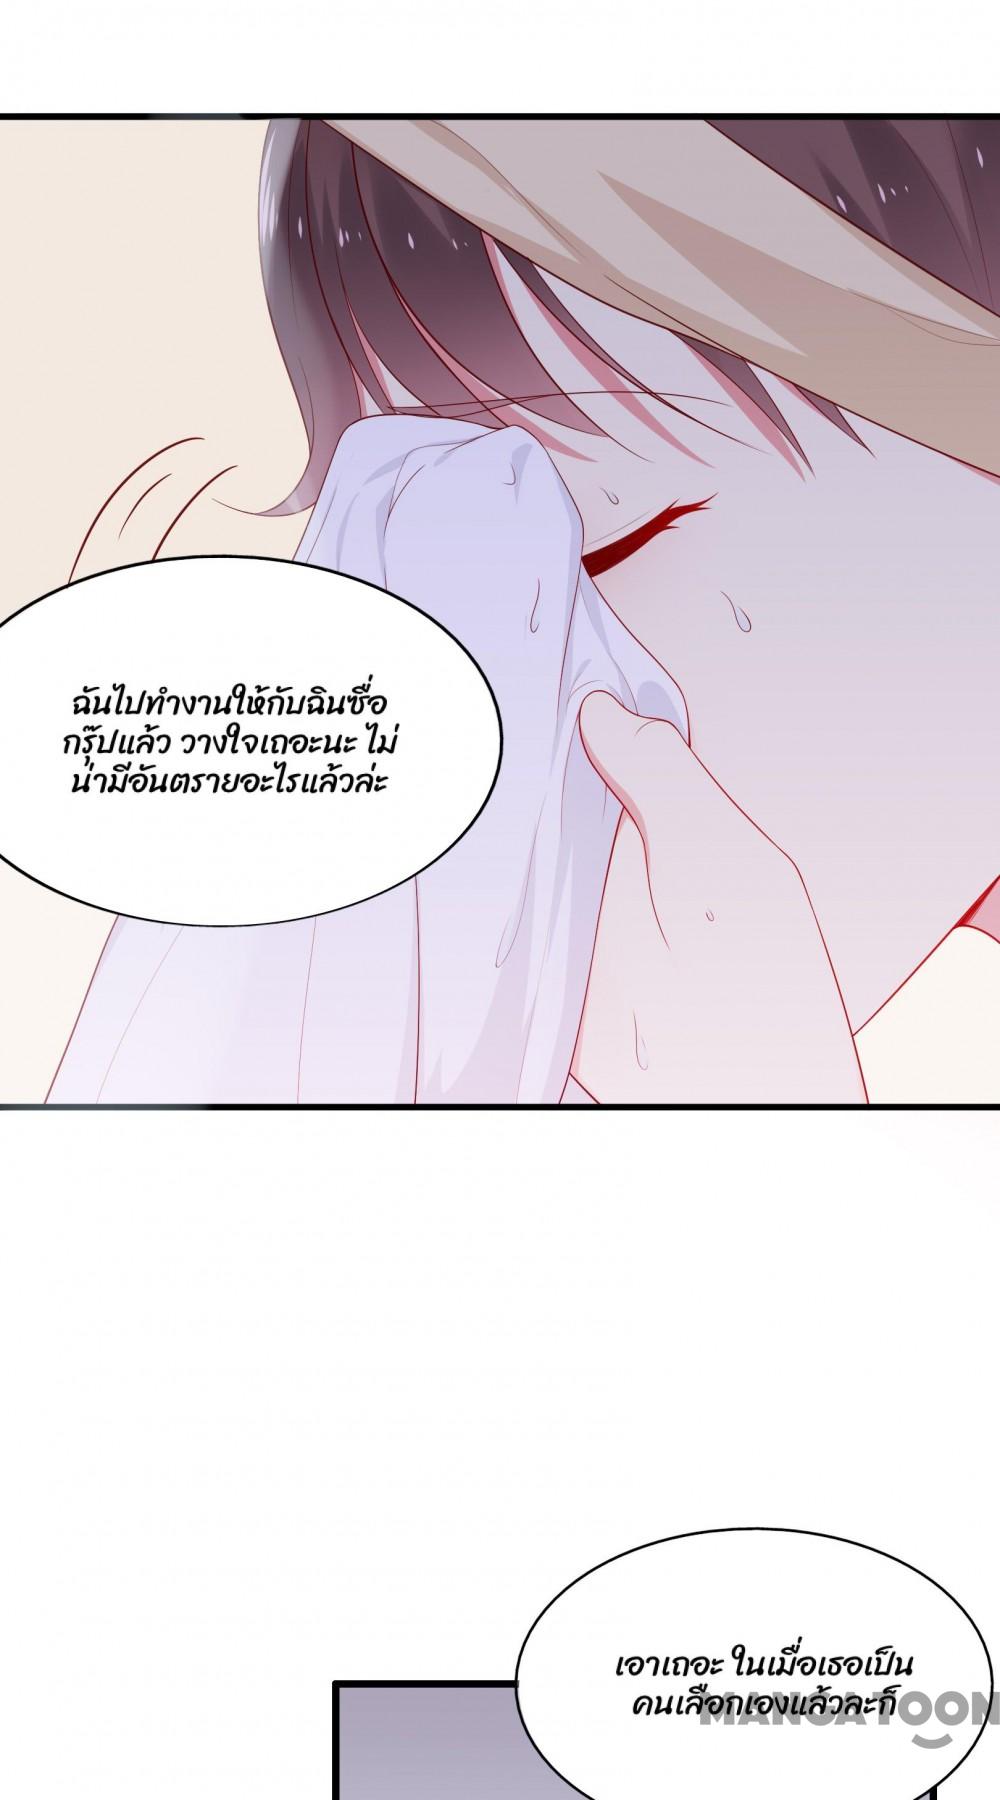 ฉันไปทำงานให้กับฉินซื่อ
กรุ๊ปแล้ว วางใจเถอะนะ ไม่
น่ามีอันตรายอะไรแล้วล่ะ
เอาเถอะ ในเมื่อเธอเป็น
คนเลือกเองแล้วละก็
MANGATOON